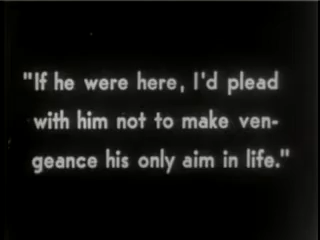 "If he were here, I'd plead
with him not to make ven-
geance his only aim in life."